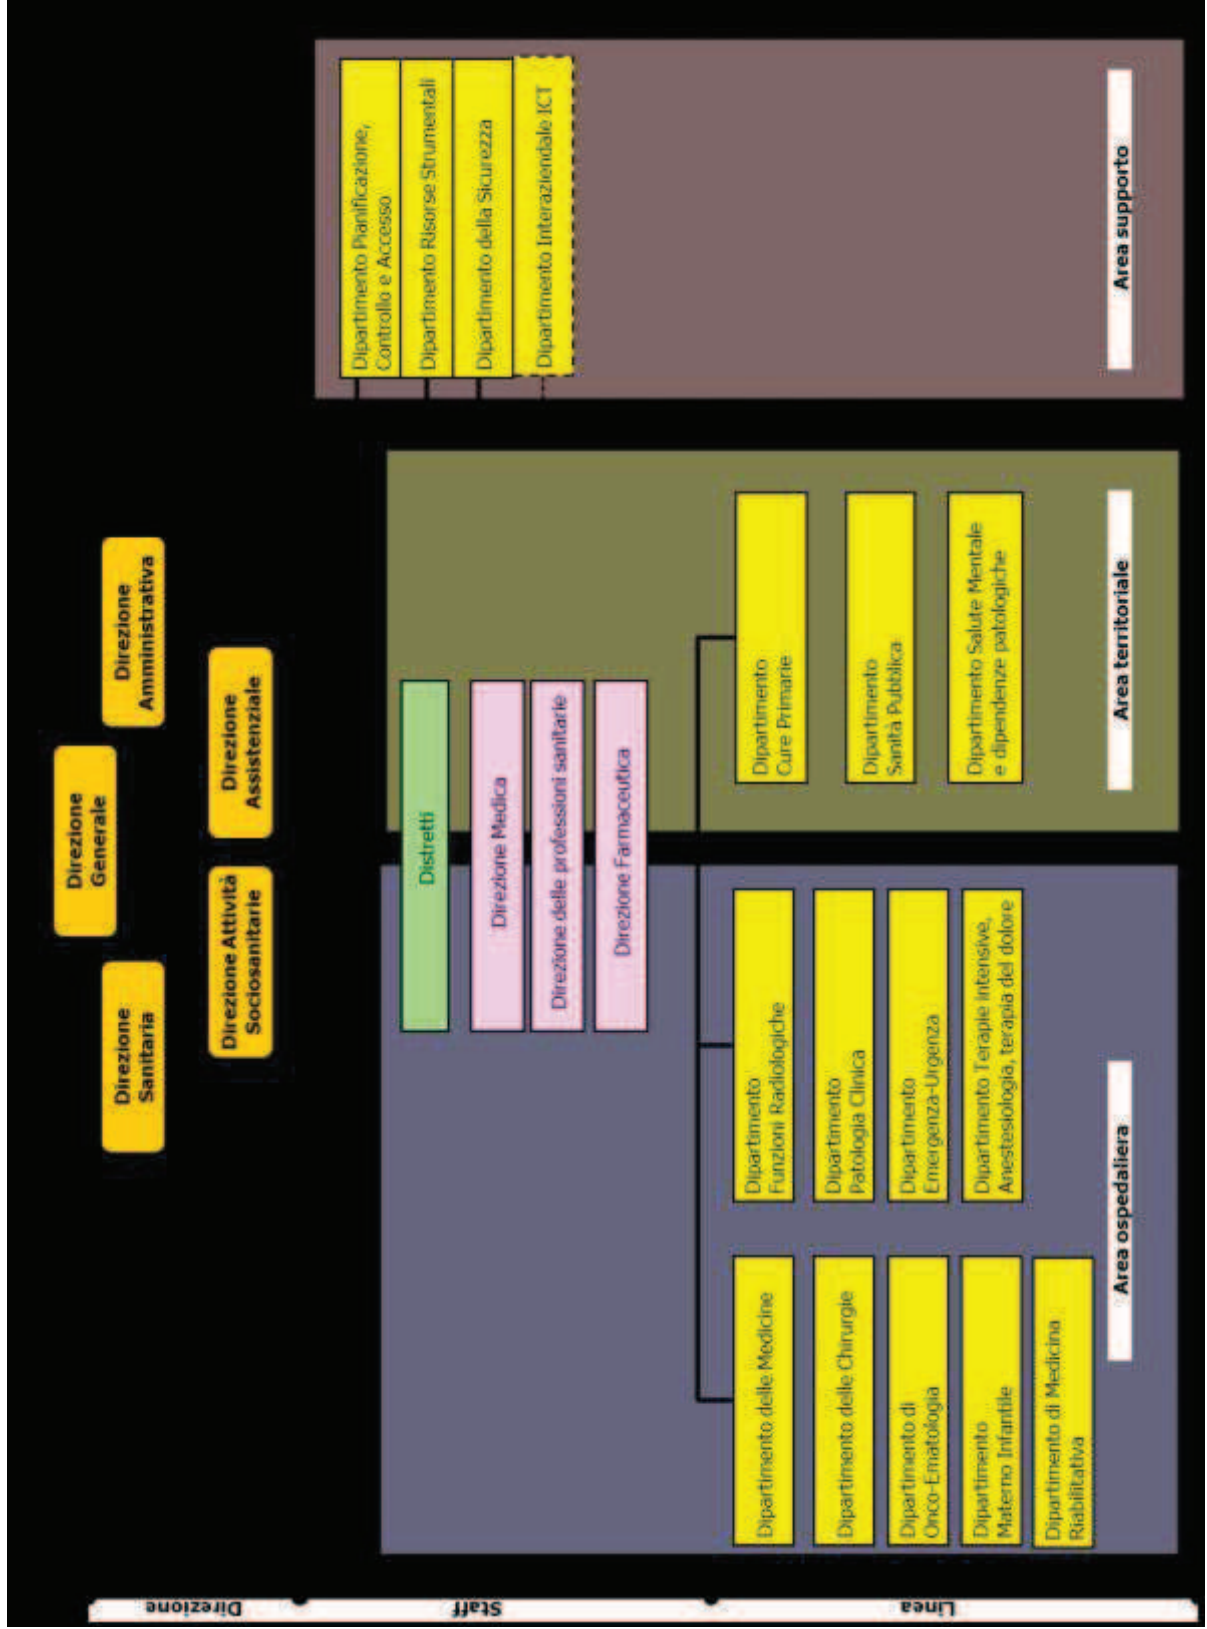 Direzione
Generale
Direzione
Sanitaria
Direzione
Amministrativa
Direzione Attività
Sociosanitarie
Direzione
Assistenziale
Distretti
Direzione Medica
Direzione delle professioni sanitarie
Direzione Farmaceutica
Dipartimento Pianificazione,
Controllo e Accesso
Dipartimento Risorse Strumentali
Dipartimento della Sicurezza
Dipartimento Interaziendale ICT
Dipartimento delle Medicine
Dipartimento delle Chirurgie
Dipartimento di
Onco-Ematologia
Dipartimento
Materno Infantile
Dipartimento di Medicina
Riabilitativa
Dipartimento
Funzioni Radiologiche
Dipartimento
Patologia Clinica
Dipartimento
Emergenza-Urgenza
Dipartimento Terapie intensive,
Anestesiologia, terapia del dolore
Dipartimento
Cure Primarie
Dipartimento
Sanità Pubblica
Dipartimento Salute Mentale
e dipendenze patologiche
Area ospedaliera
Area territoriale
Area supporto
Direzione
Staff
Linea